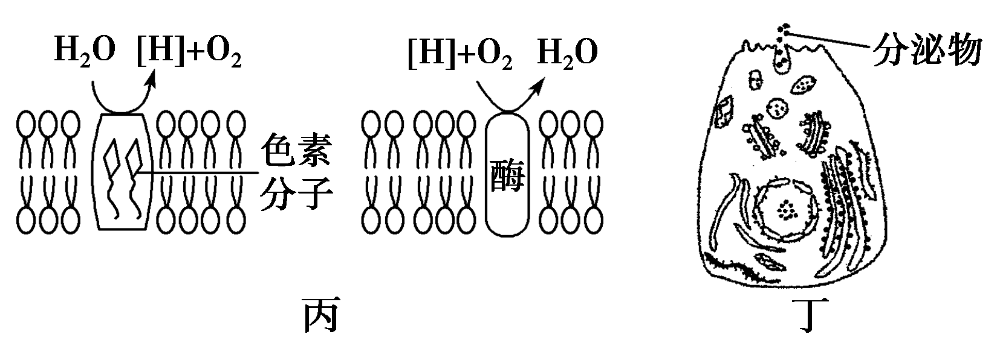 H₂O [H]+O₂
[H]+O₂ H₂O
分泌物
色素
分子
酶
丙
丁